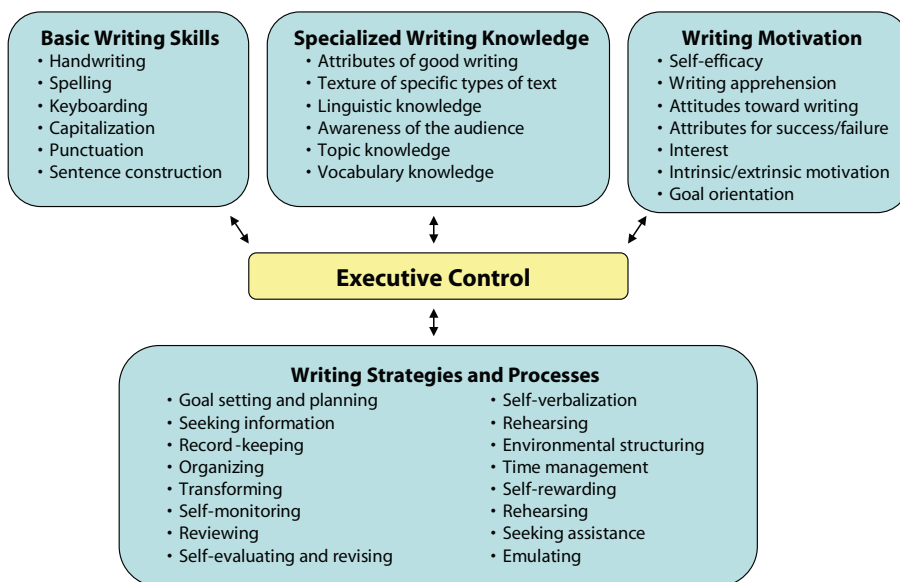 Basic Writing Skills
• Handwriting
• Spelling
• Keyboarding
• Capitalization
• Punctuation
• Sentence construction
Specialized Writing Knowledge
• Attributes of good writing
• Texture of specific types of text
• Linguistic knowledge
• Awareness of the audience
• Topic knowledge
• Vocabulary knowledge
Writing Motivation
• Self-efficacy
• Writing apprehension
• Attitudes toward writing
• Attributes for success/failure
• Interest
• Intrinsic/extrinsic motivation
• Goal orientation
Executive Control
Writing Strategies and Processes
• Goal setting and planning
• Seeking information
• Record-keeping
• Organizing
• Transforming
• Self-monitoring
• Reviewing
• Self-evaluating and revising
• Self-verbalization
• Rehearsing
• Environmental structuring
• Time management
• Self-rewarding
• Rehearsing
• Seeking assistance
• Emulating